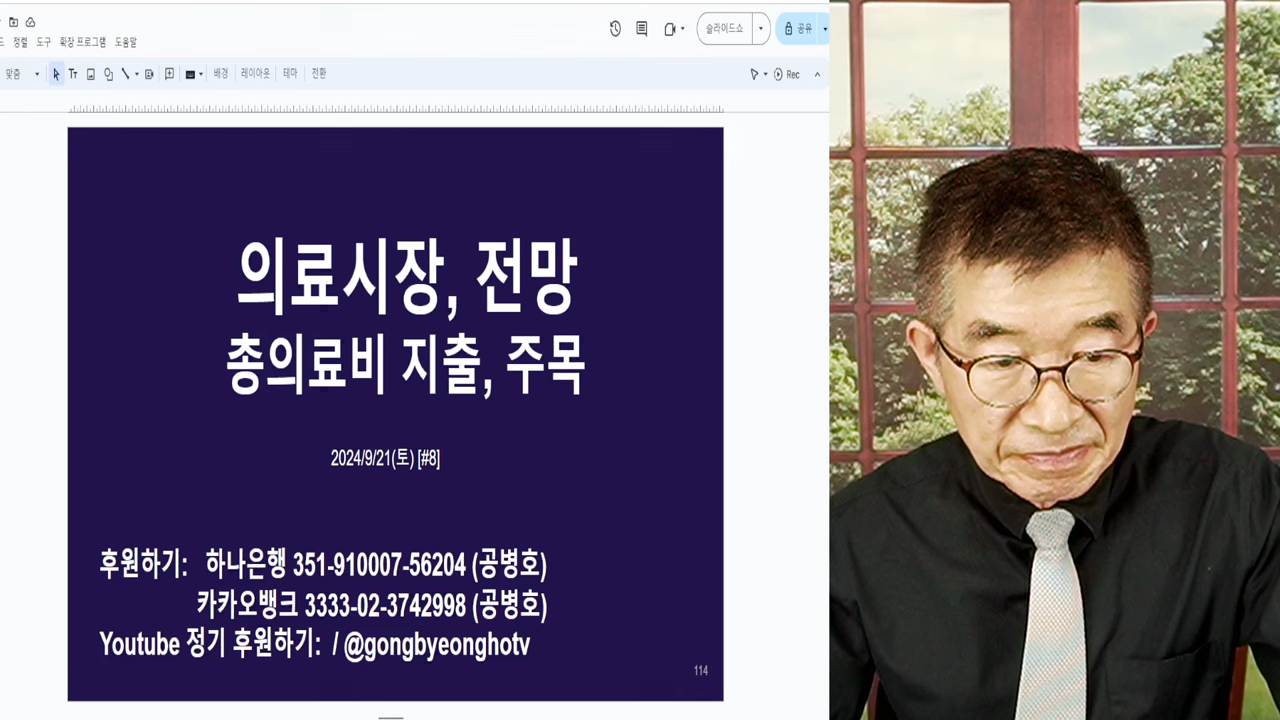 슬라이드쇼
공유
정렬 도구 확장 프로그램 도움말
맞춤 배경 레이아웃 테마 전환 Rec
의료시장, 전망
총의료비 지출, 주목
2024/9/21(토) [#8]
후원하기: 하나은행 351-910007-56204 (공병호)
카카오뱅크 3333-02-3742998 (공병호)
Youtube 정기 후원하기: / @gongbyeonghotv
114